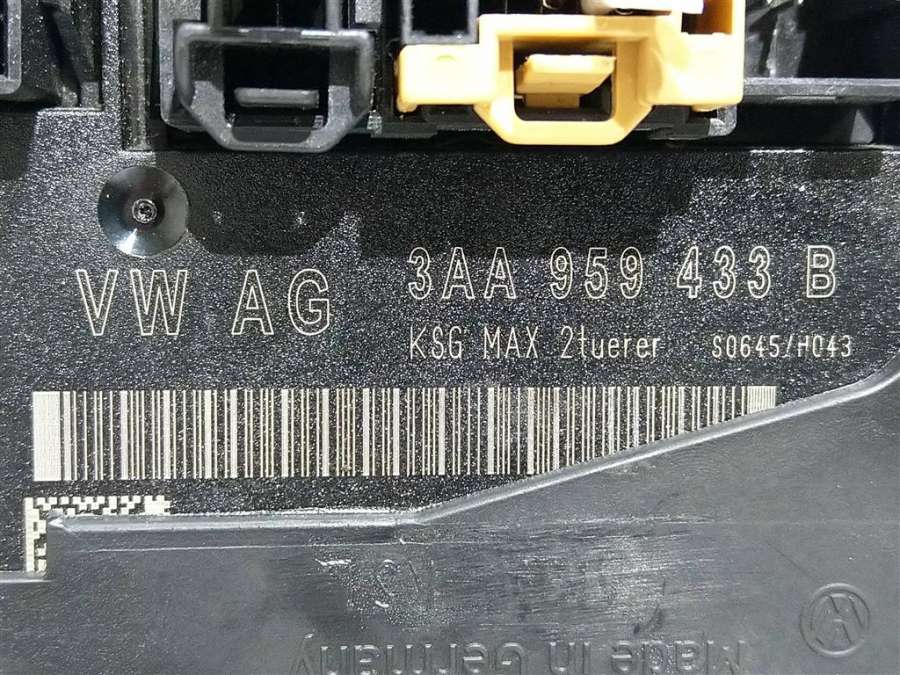 VW AG 3AA 959 433 B
KSG MAX 2tuerer S0645/H043
Made in Germany